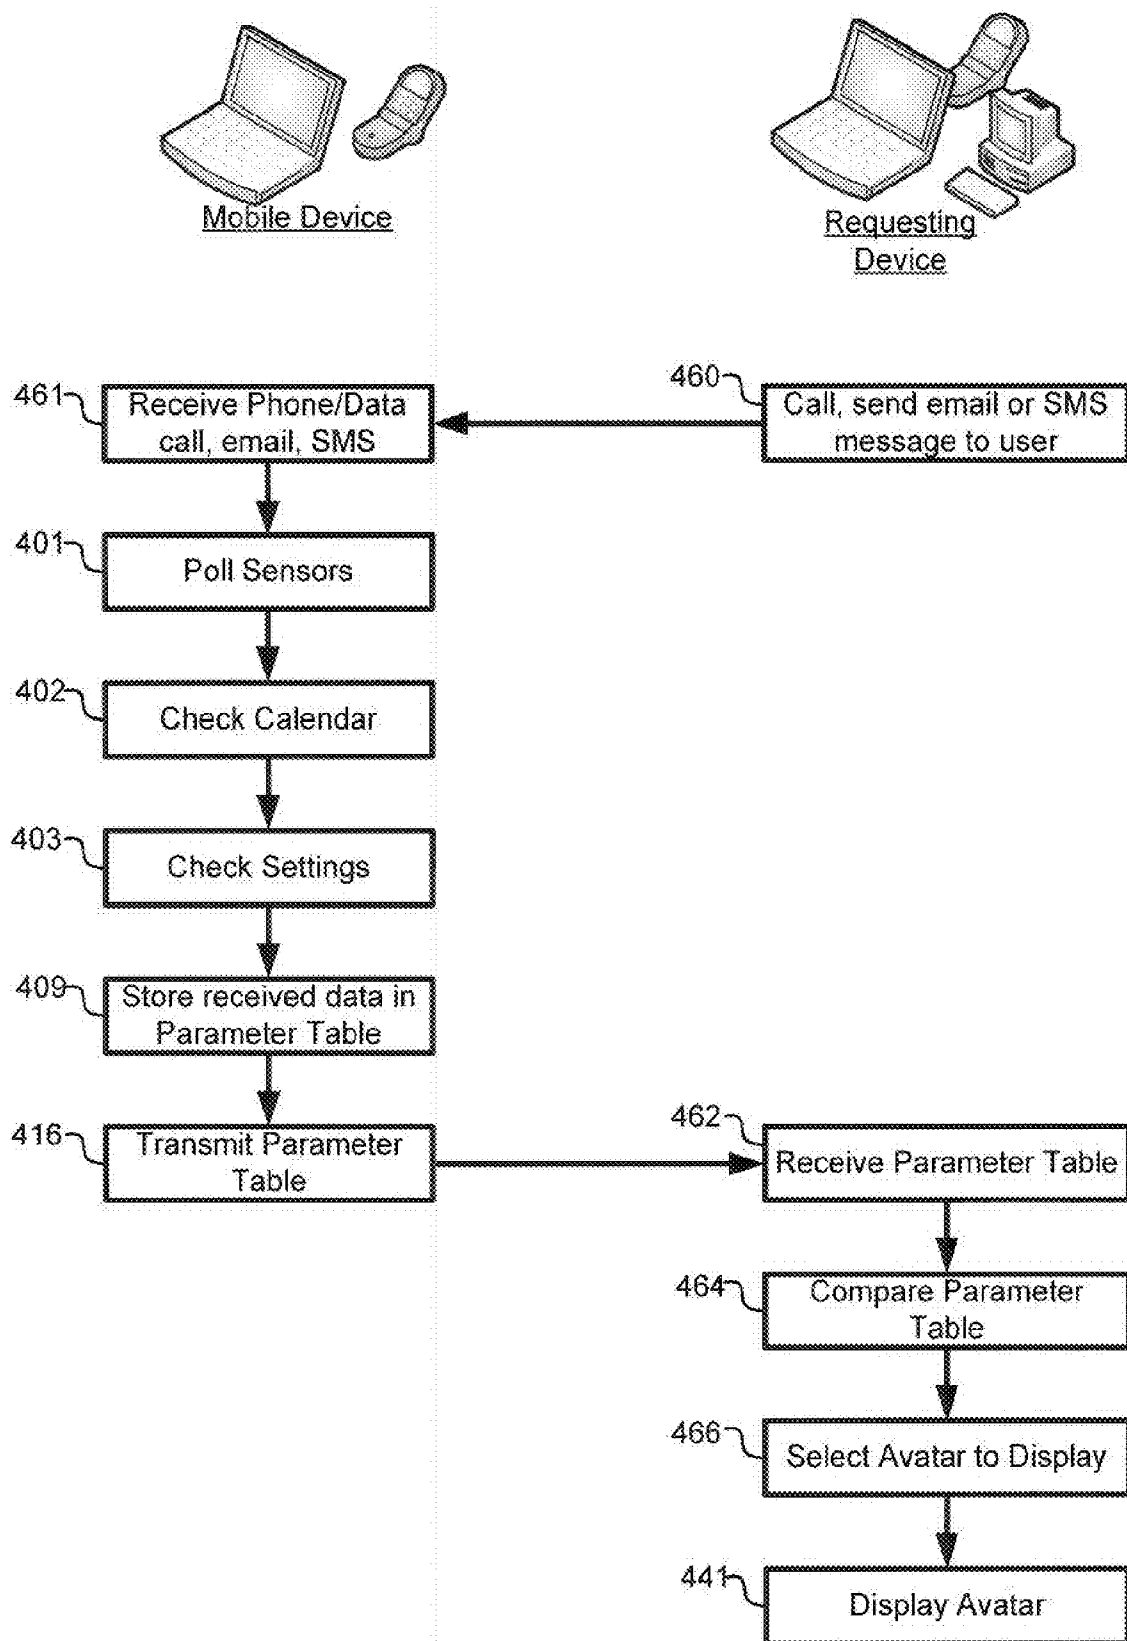 Mobile Device
Requesting
Device
461
Receive Phone/Data
call, email, SMS
460
Call, send email or SMS
message to user
401
Poll Sensors
402
Check Calendar
403
Check Settings
409
Store received data in
Parameter Table
416
Transmit Parameter
Table
462
Receive Parameter Table
464
Compare Parameter
Table
466
Select Avatar to Display
441
Display Avatar